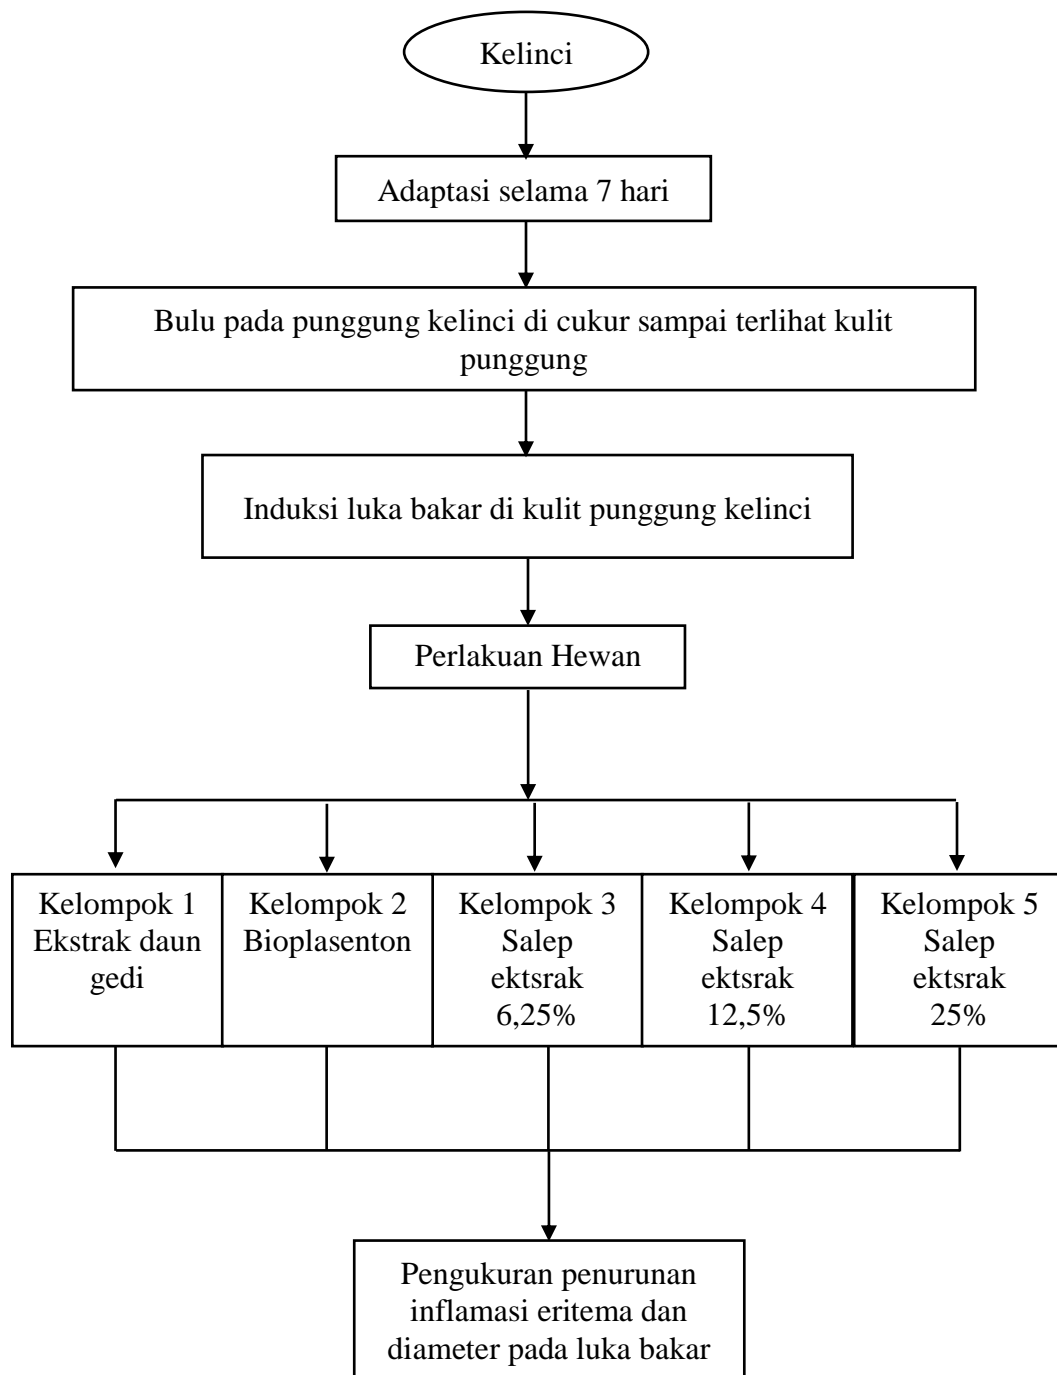 Kelinci
Adaptasi selama 7 hari
Bulu pada punggung kelinci di cukur sampai terlihat kulit
punggung
Induksi luka bakar di kulit punggung kelinci
Perlakuan Hewan
Kelompok 1
Ekstrak daun
gedi
Kelompok 2
Bioplasenton
Kelompok 3
Salep
ektsrak
6,25%
Kelompok 4
Salep
ektsrak
12,5%
Kelompok 5
Salep
ektsrak
25%
Pengukuran penurunan
inflamasi eritema dan
diameter pada luka bakar